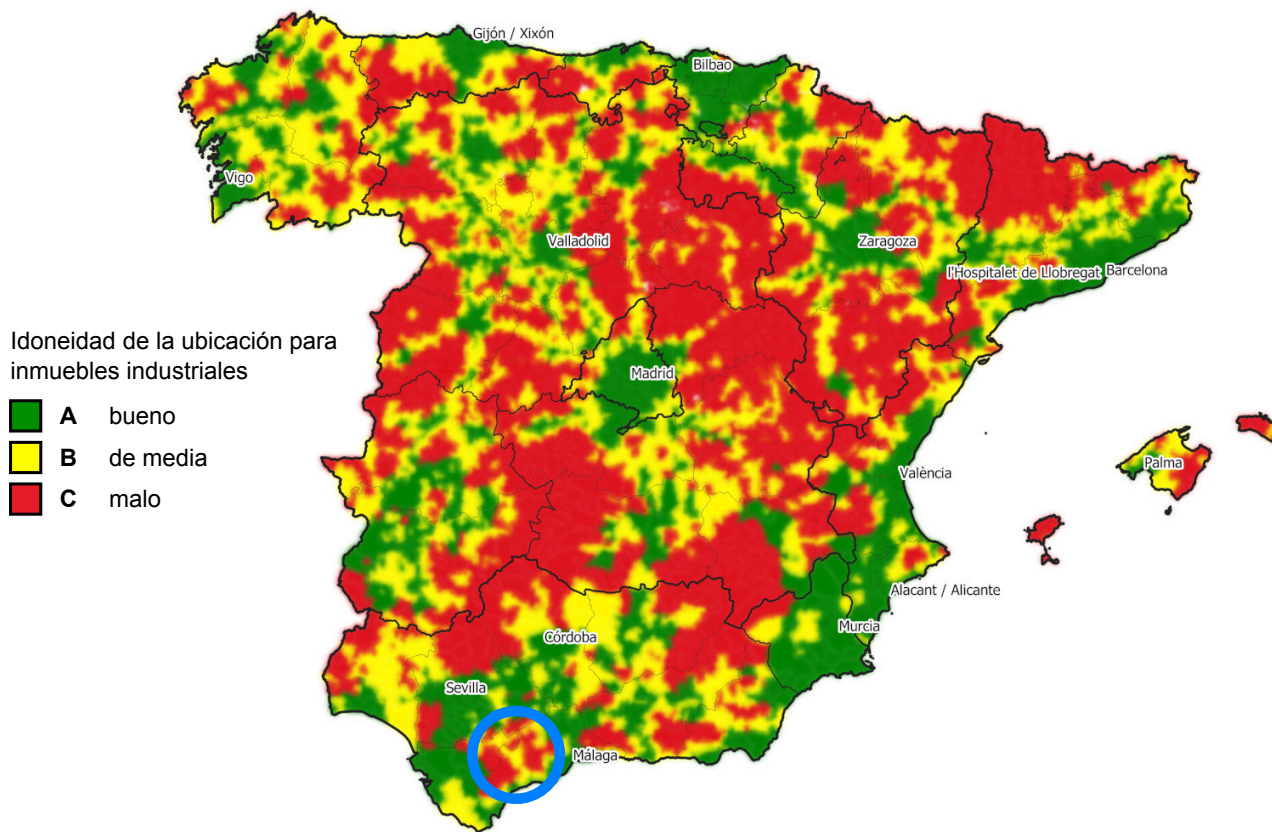 Gijón / Xixón
Bilbao
Vigo
Valladolid
Zaragoza
l'Hospitalet de Llobregat
Barcelona
Idoneidad de la ubicación para
inmuebles industriales
A bueno
B de media
C malo
Madrid
València
Palma
Alacant / Alicante
Murcia
Córdoba
Sevilla
Málaga